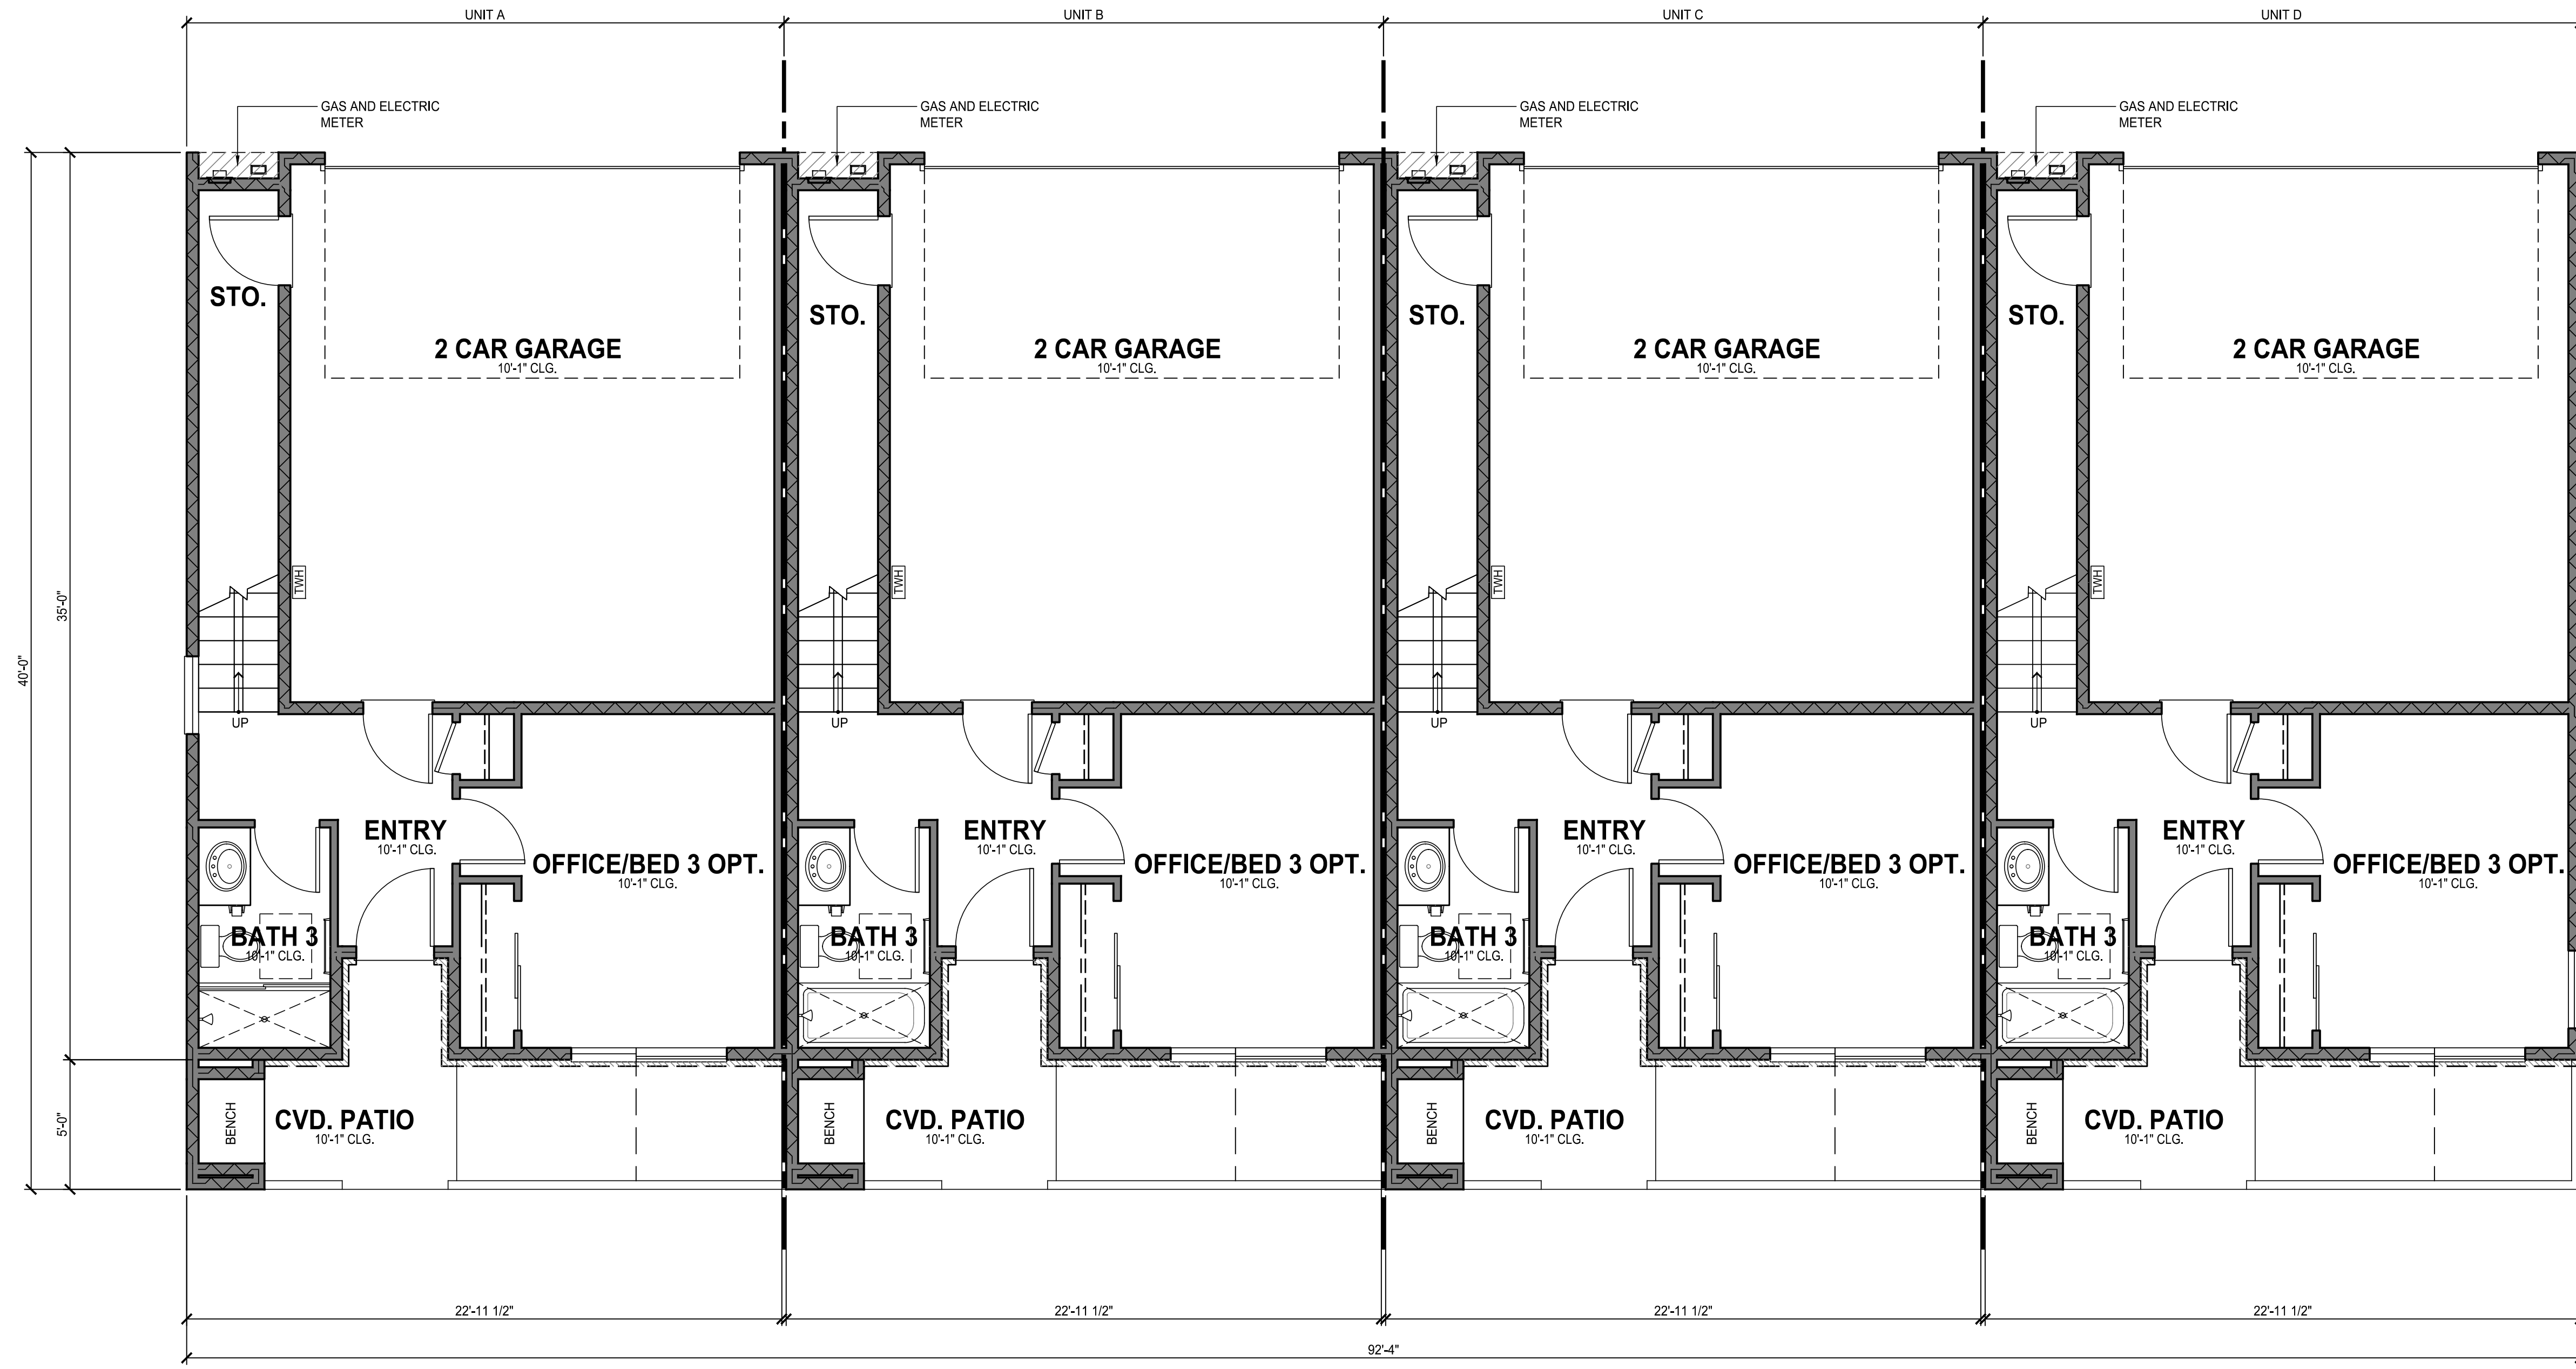 UNIT A
UNIT B
UNIT C
UNIT D
GAS AND ELECTRIC
METER
GAS AND ELECTRIC
METER
GAS AND ELECTRIC
METER
GAS AND ELECTRIC
METER
STO.
STO.
STO.
STO.
2 CAR GARAGE
10'-1" CLG.
2 CAR GARAGE
10'-1" CLG.
2 CAR GARAGE
10'-1" CLG.
2 CAR GARAGE
10'-1" CLG.
TWH
TWH
TWH
TWH
35'-0"
40'-0"
UP
UP
UP
UP
ENTRY
10'-1" CLG.
ENTRY
10'-1" CLG.
ENTRY
10'-1" CLG.
ENTRY
10'-1" CLG.
OFFICE/BED 3 OPT.
10'-1" CLG.
OFFICE/BED 3 OPT.
10'-1" CLG.
OFFICE/BED 3 OPT.
10'-1" CLG.
OFFICE/BED 3 OPT.
10'-1" CLG.
BATH 3
10'-1" CLG.
BATH 3
10'-1" CLG.
BATH 3
10'-1" CLG.
BATH 3
10'-1" CLG.
5'-0"
BENCH
CVD. PATIO
10'-1" CLG.
BENCH
CVD. PATIO
10'-1" CLG.
BENCH
CVD. PATIO
10'-1" CLG.
BENCH
CVD. PATIO
10'-1" CLG.
22'-11 1/2"
22'-11 1/2"
22'-11 1/2"
22'-11 1/2"
92'-4"